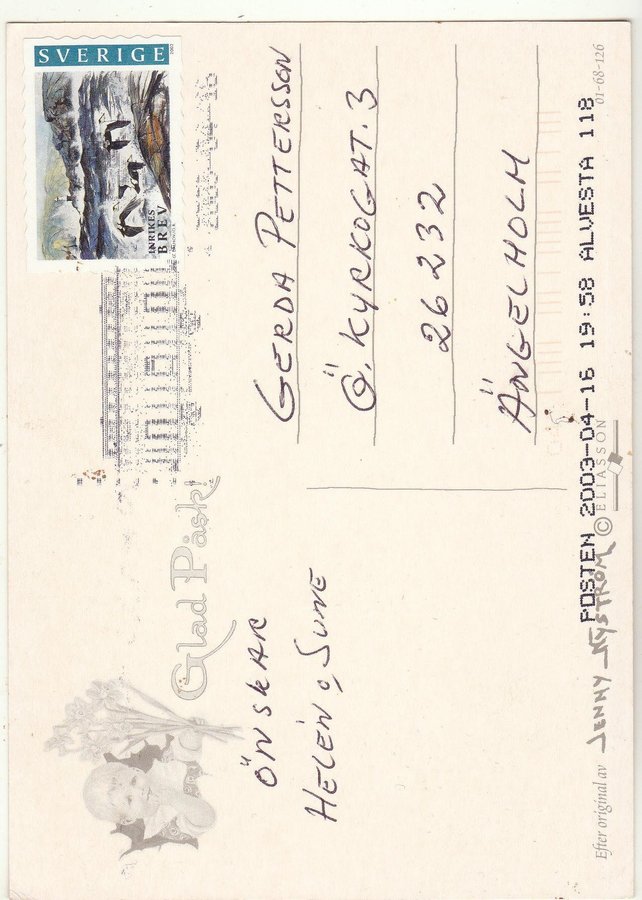 Glad Påsk!
ÖNSKAR
HELÉN o SUNE
SVERIGE
2003
INRIKES
BREV
GERDA PETTERSSON
Ö. KYRKOGAT. 3
26232
ÄNGELHOLM
01-68-126
POSTEN 2003-04-16 19:58 ALVESTA 118
Efter original av JENNY NYSTRÖM © ELIASSON